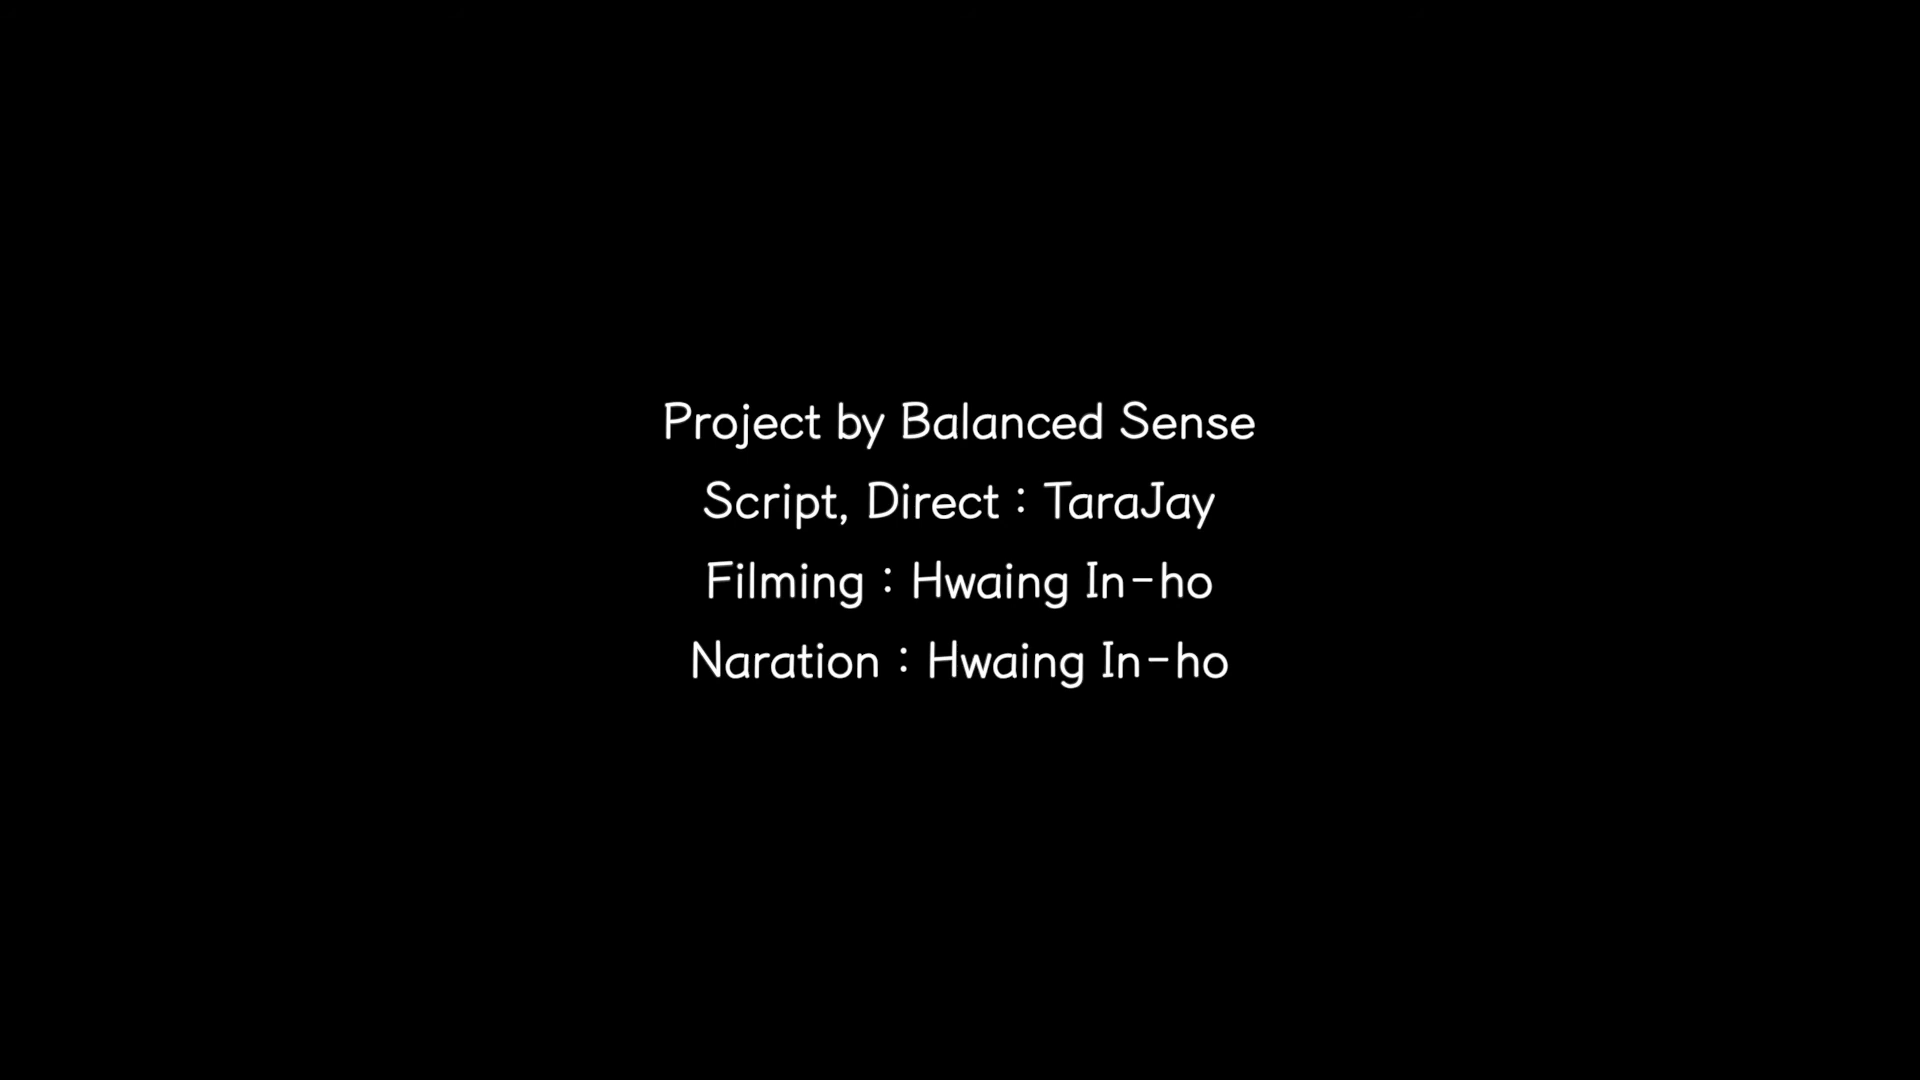 Project by Balanced Sense
Script, Direct : TaraJay
Filming : Hwaing In-ho
Naration : Hwaing In-ho